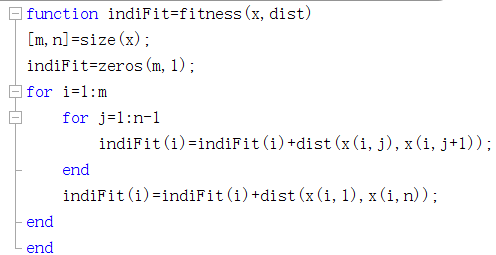 function indiFit=fitness(x,dist)
[m,n]=size(x);
indiFit=zeros(m,1);
for i=1:m
    for j=1:n-1
        indiFit(i)=indiFit(i)+dist(x(i,j),x(i,j+1));
    end
    indiFit(i)=indiFit(i)+dist(x(i,1),x(i,n));
end
end